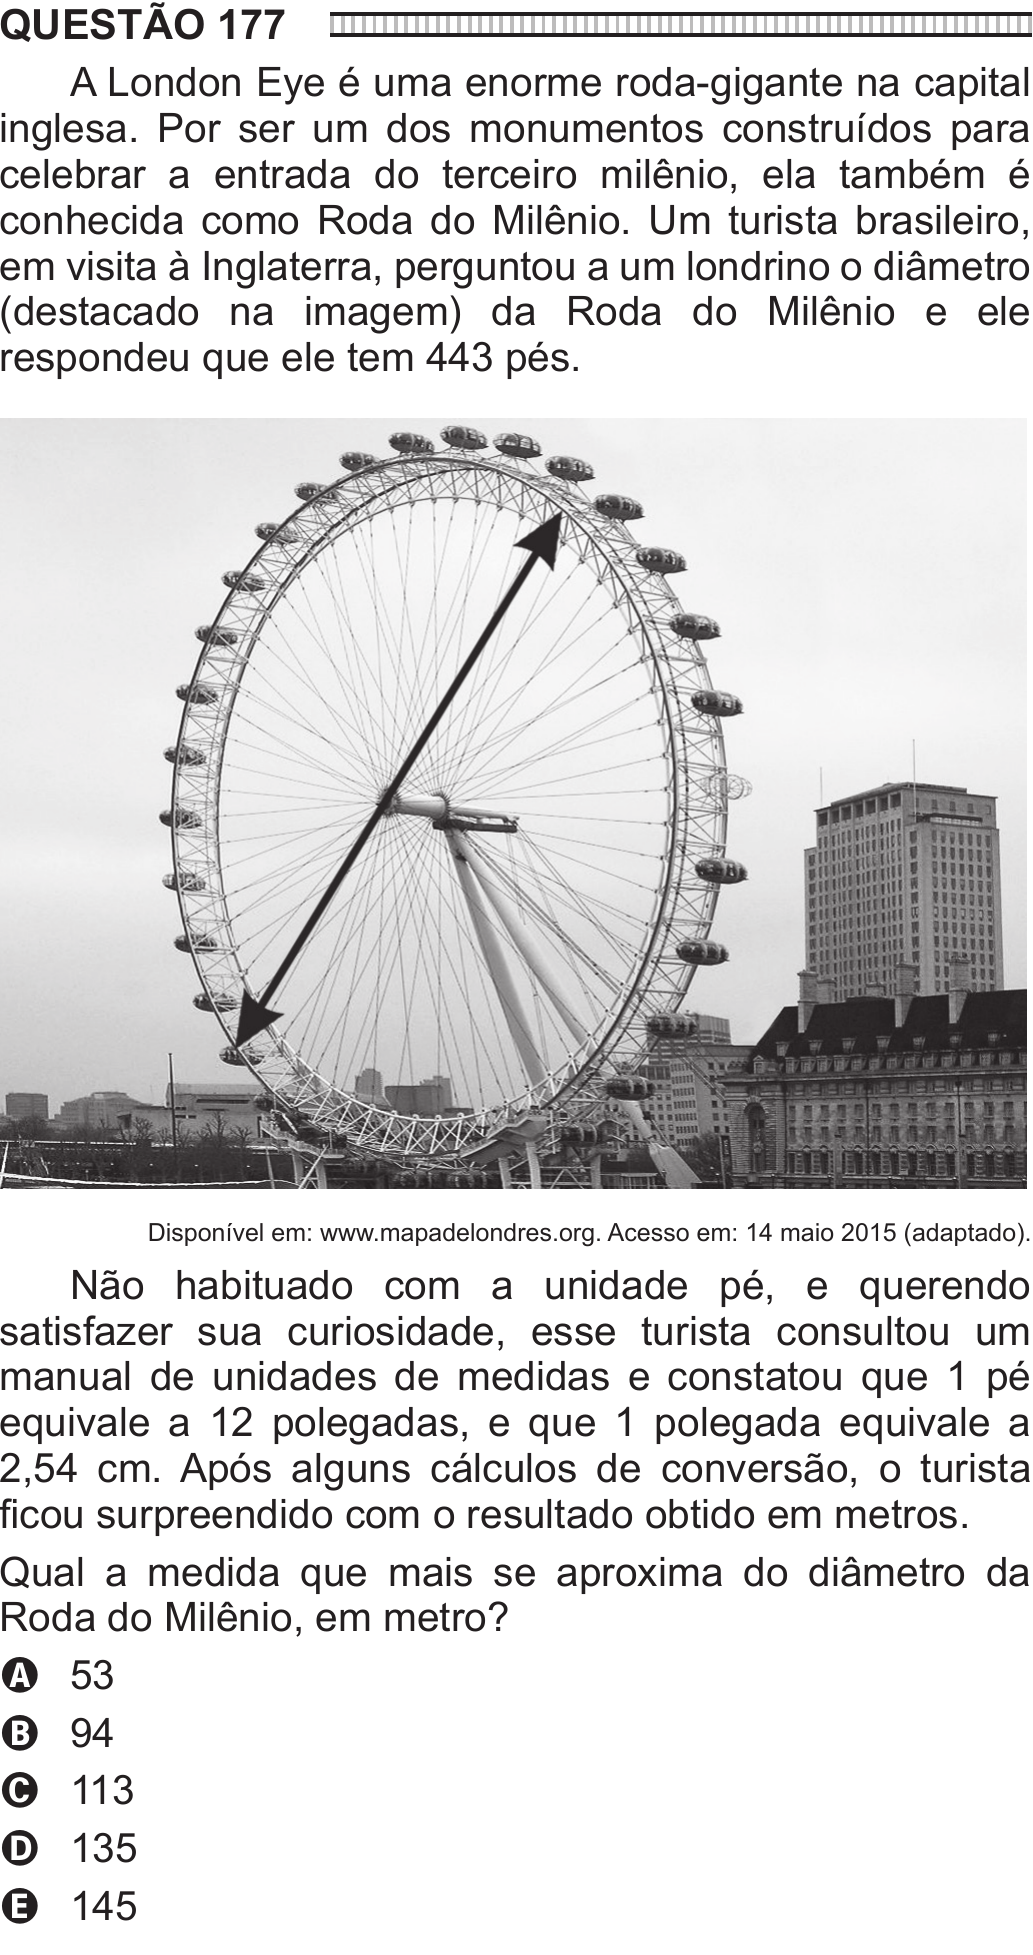 QUESTÃO 177
A London Eye é uma enorme roda-gigante na capital
inglesa. Por ser um dos monumentos construídos para
celebrar a entrada do terceiro milênio, ela também é
conhecida como Roda do Milênio. Um turista brasileiro,
em visita à Inglaterra, perguntou a um londrino o diâmetro
(destacado na imagem) da Roda do Milênio e ele
respondeu que ele tem 443 pés.
Disponível em: www.mapadelondres.org. Acesso em: 14 maio 2015 (adaptado).
Não habituado com a unidade pé, e querendo
satisfazer sua curiosidade, esse turista consultou um
manual de unidades de medidas e constatou que 1 pé
equivale a 12 polegadas, e que 1 polegada equivale a
2,54 cm. Após alguns cálculos de conversão, o turista
ficou surpreendido com o resultado obtido em metros.
Qual a medida que mais se aproxima do diâmetro da
Roda do Milênio, em metro?
A 53
B 94
C 113
D 135
E 145